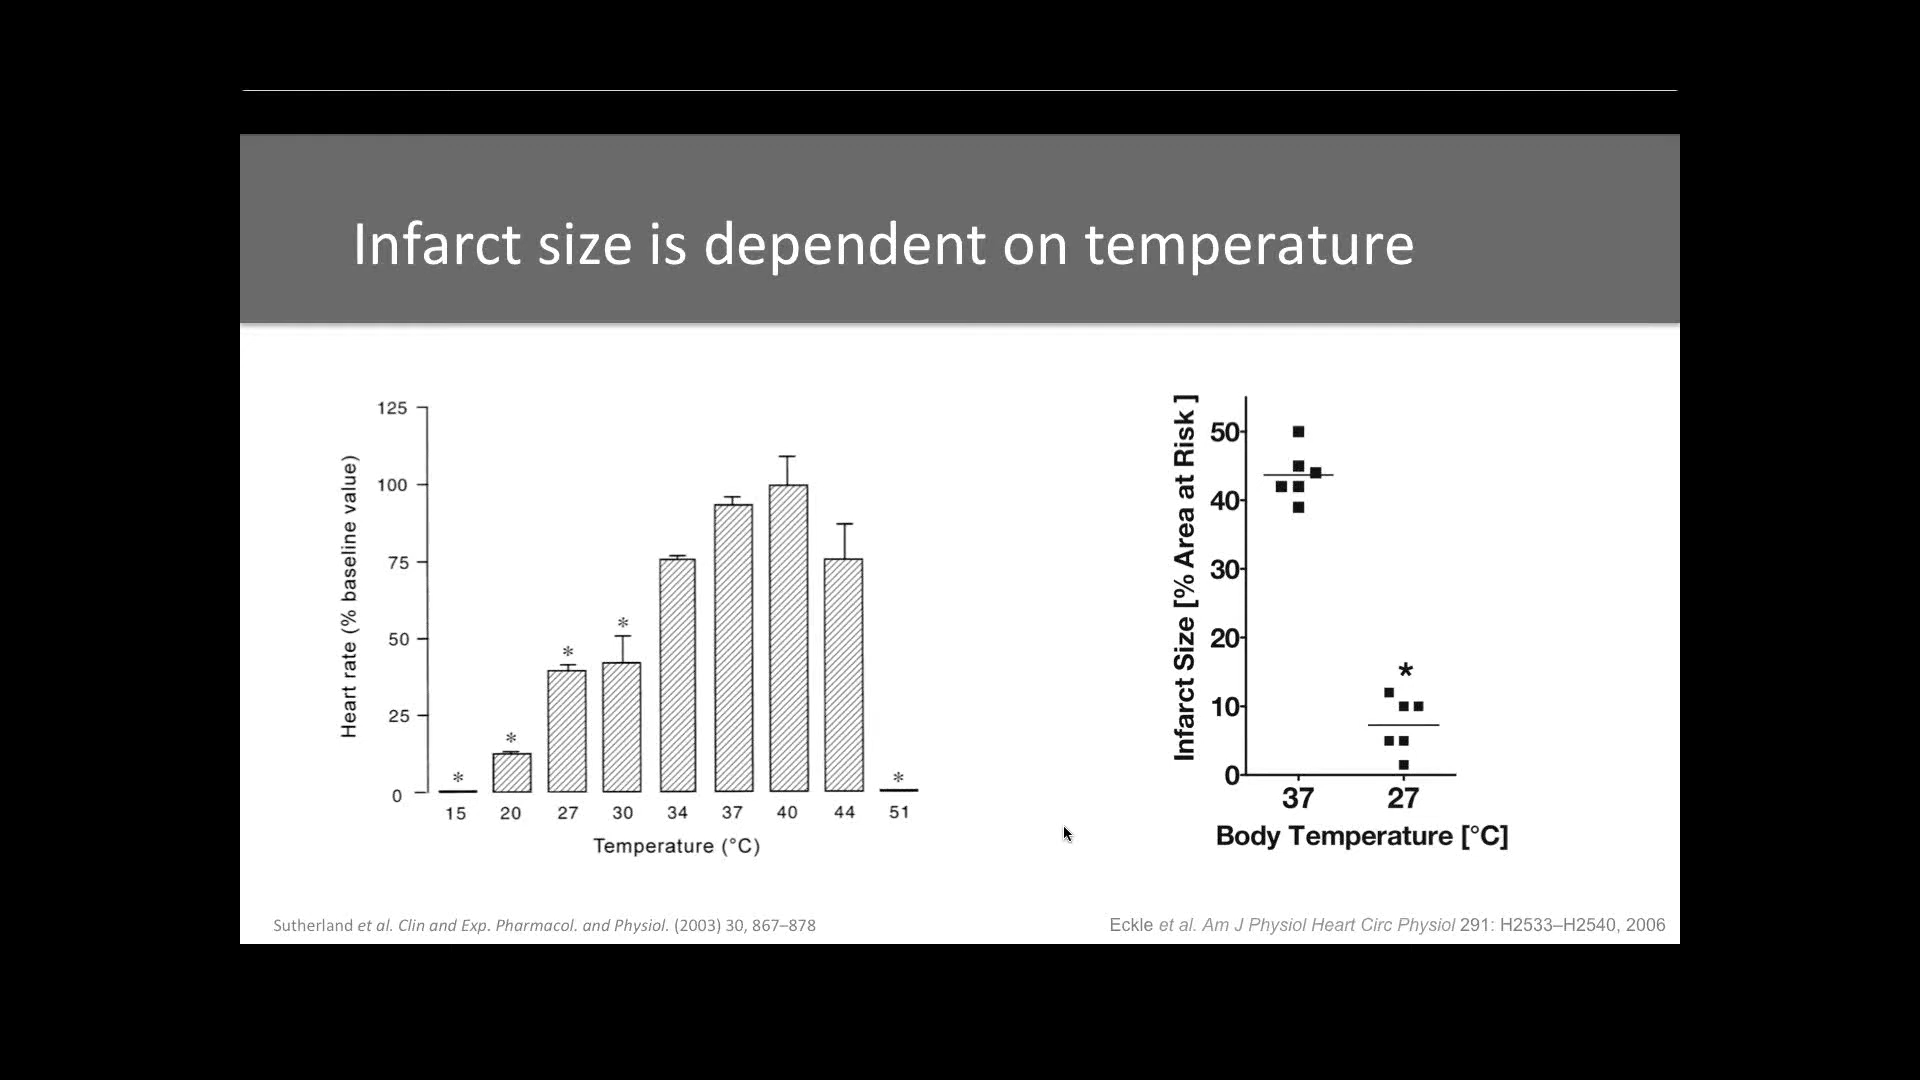 Infarct size is dependent on temperature
Heart rate (% baseline value)
125
100
75
50
25
0
*
*
*
*
*
15 20 27 30 34 37 40 44 51
Temperature (°C)
Infarct Size [% Area at Risk ]
50
40
30
20
10
0
*
37 27
Body Temperature [°C]
Sutherland et al. Clin and Exp. Pharmacol. and Physiol. (2003) 30, 867–878
Eckle et al. Am J Physiol Heart Circ Physiol 291: H2533–H2540, 2006